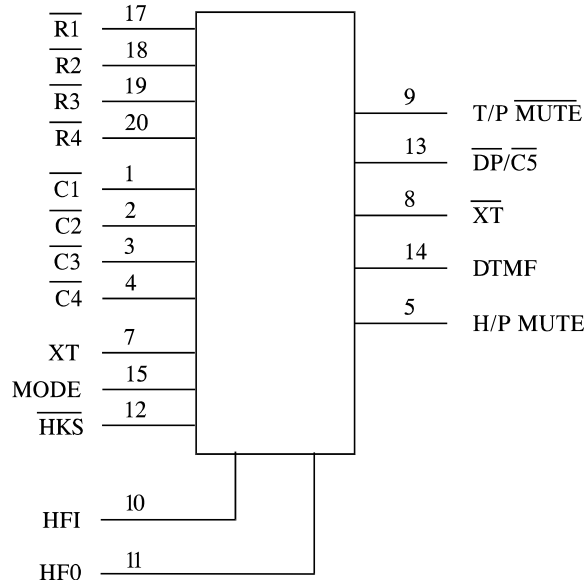 R1 17
R2 18
R3 19
R4 20
C1 1
C2 2
C3 3
C4 4
XT 7
MODE 15
HKS 12
HFI 10
HF0 11
9 T/P MUTE
13 DP/C5
8 XT
14 DTMF
5 H/P MUTE